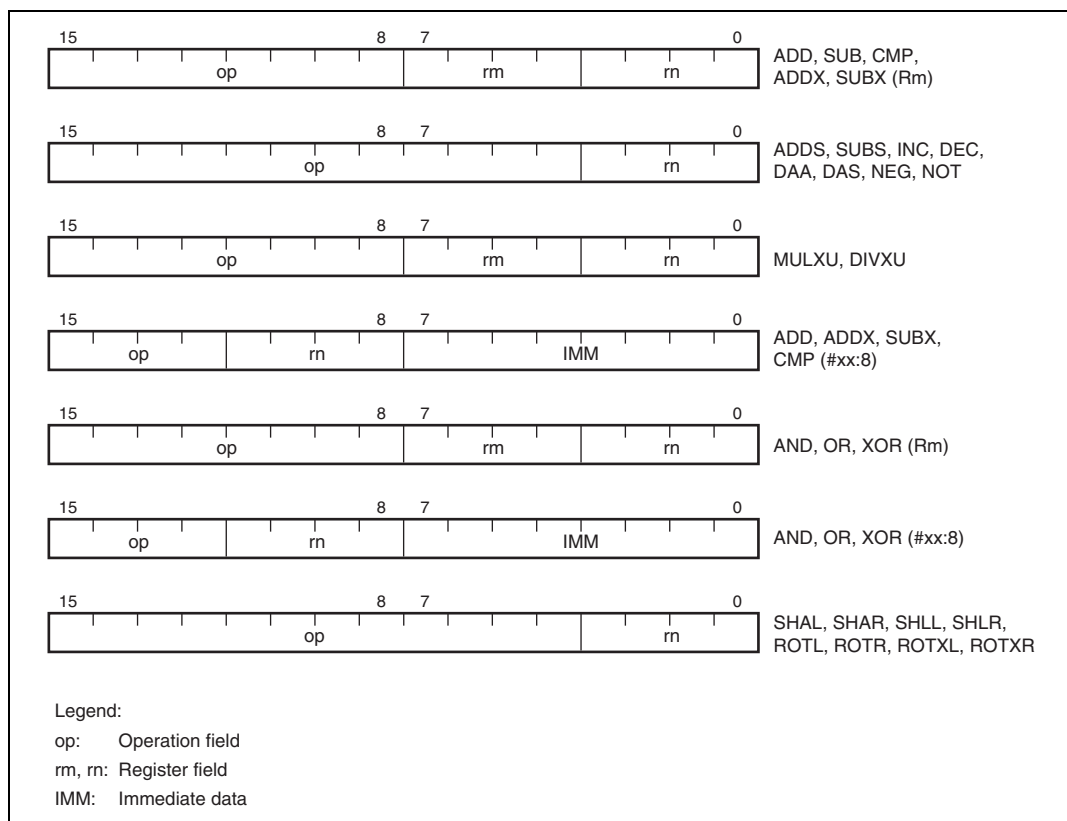 15 8 7 0
op rm rn
ADD, SUB, CMP,
ADDX, SUBX (Rm)
15 8 7 0
op rn
ADDS, SUBS, INC, DEC,
DAA, DAS, NEG, NOT
15 8 7 0
op rm rn
MULXU, DIVXU
15 8 7 0
op rn IMM
ADD, ADDX, SUBX,
CMP (#xx:8)
15 8 7 0
op rm rn
AND, OR, XOR (Rm)
15 8 7 0
op rn IMM
AND, OR, XOR (#xx:8)
15 8 7 0
op rn
SHAL, SHAR, SHLL, SHLR,
ROTL, ROTR, ROTXL, ROTXR
Legend:
op: Operation field
rm, rn: Register field
IMM: Immediate data